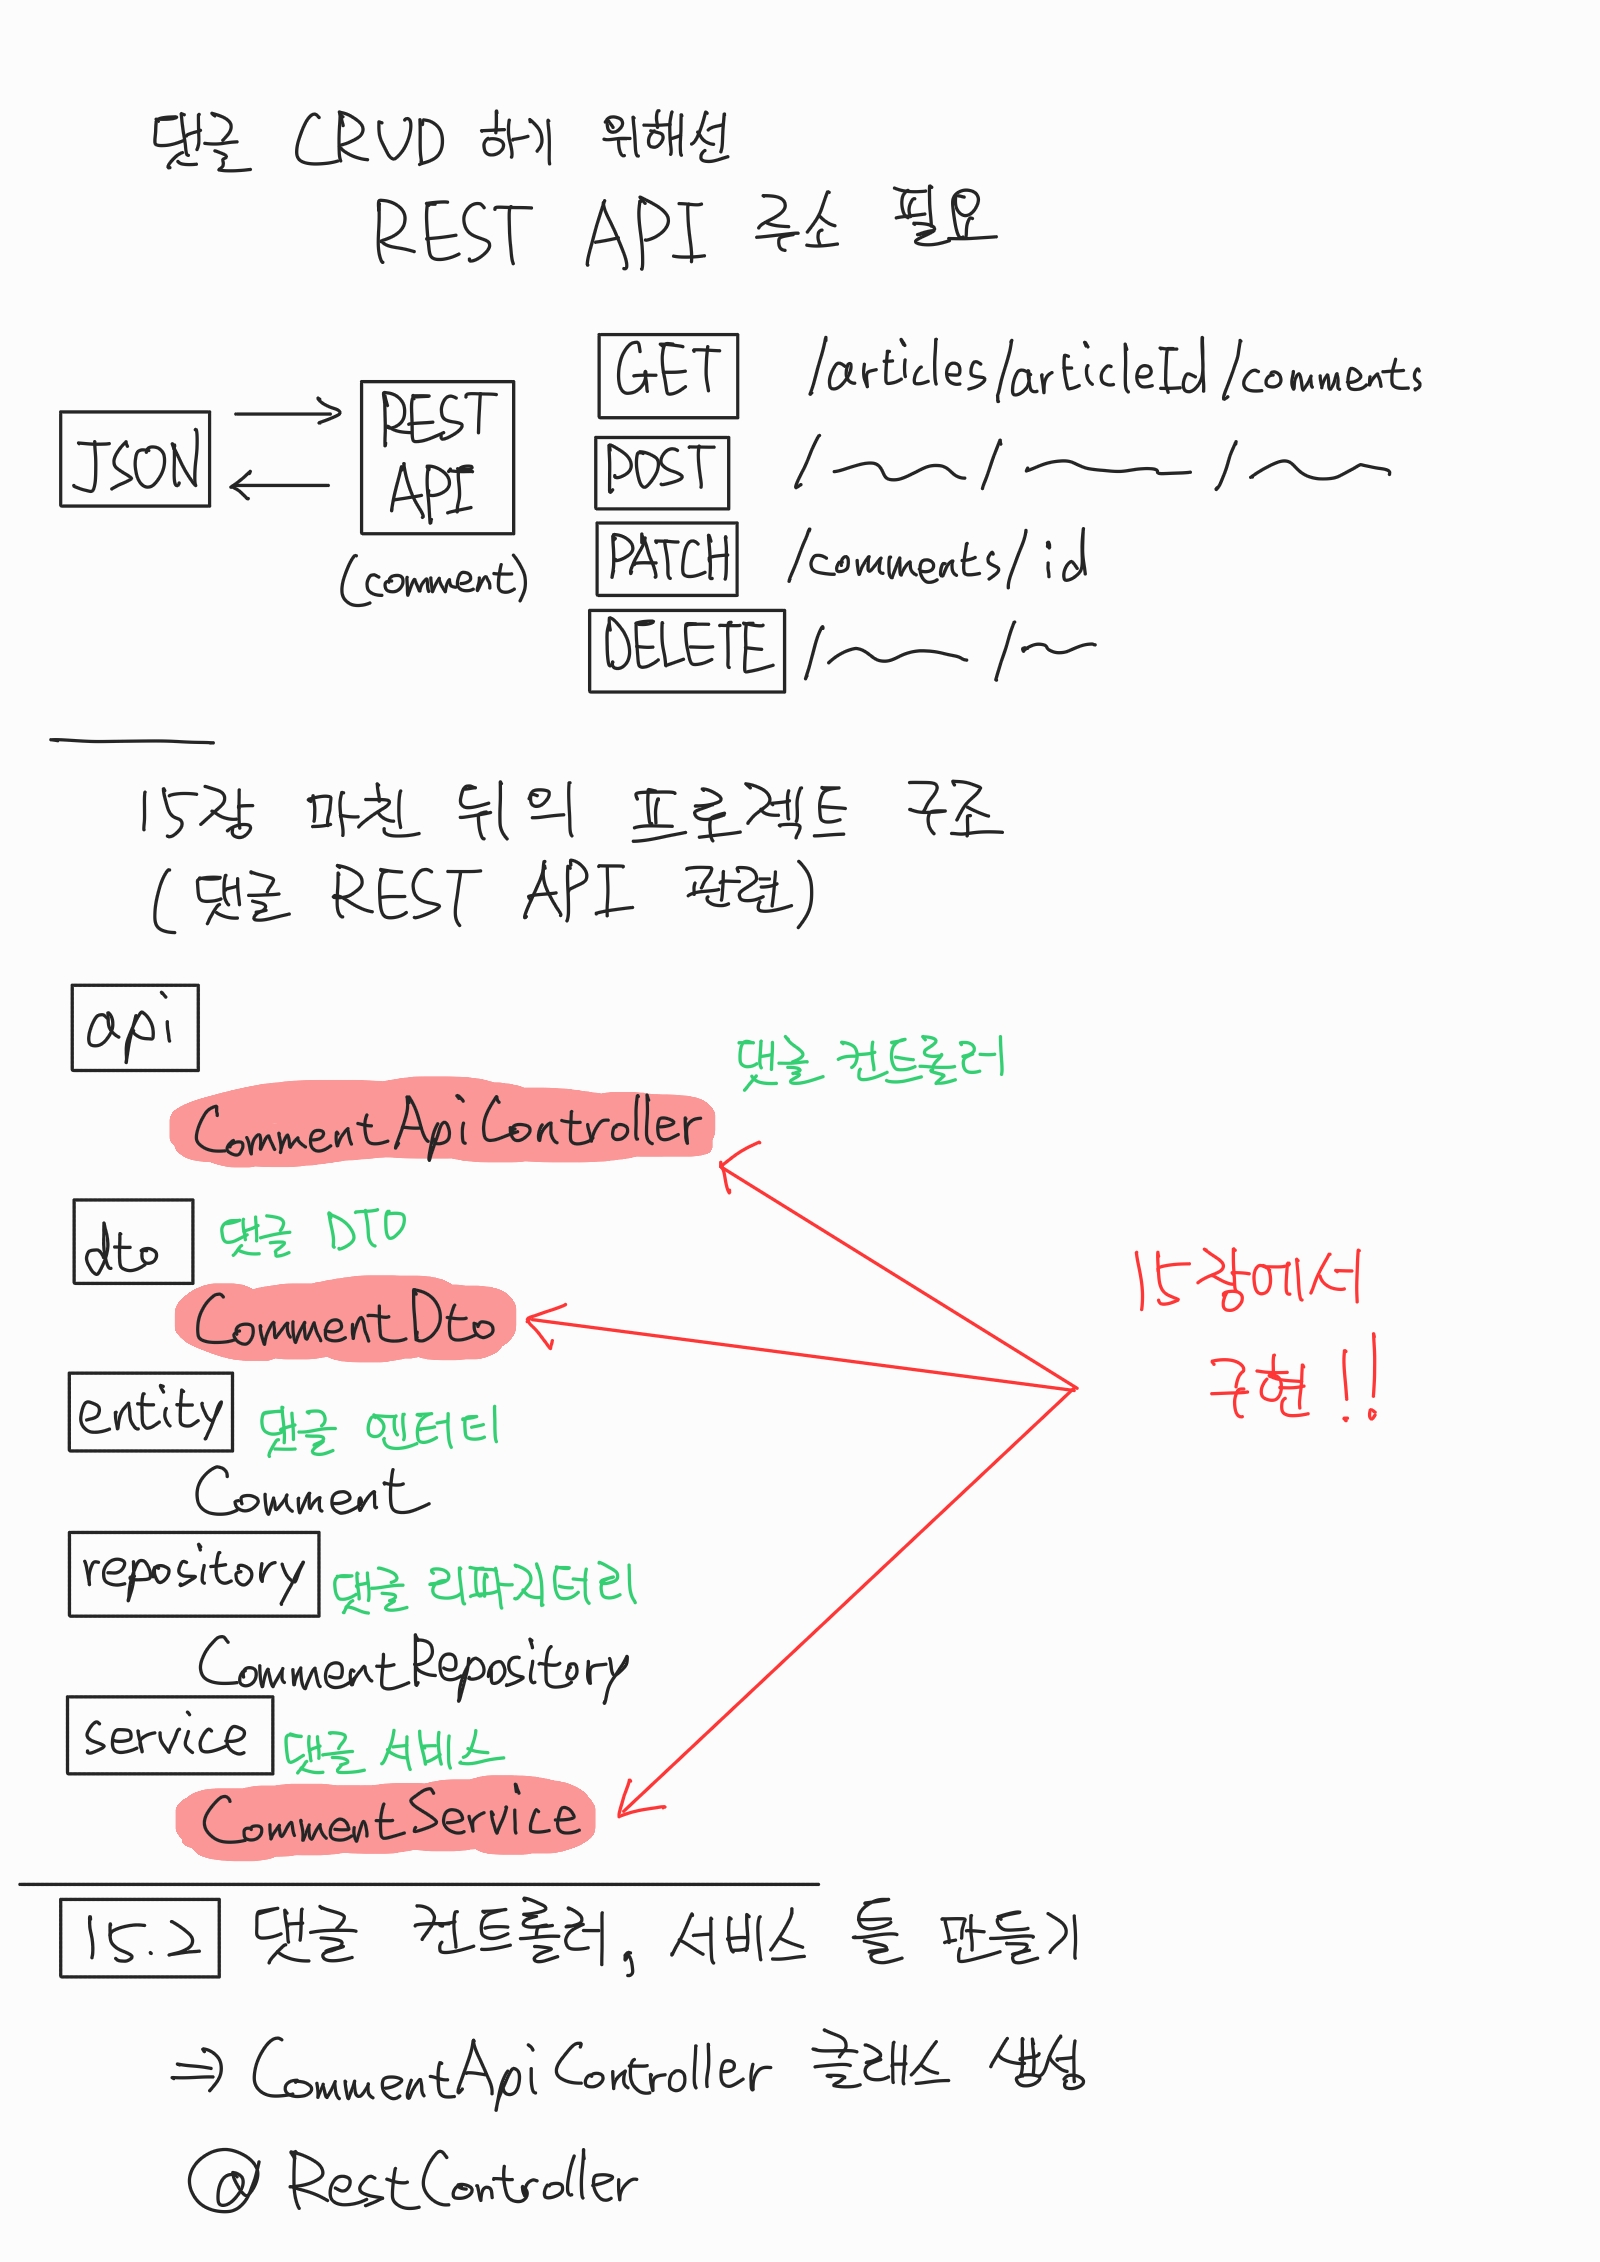 댓글 CRUD 하기 위해선
REST API 주소 필요
JSON
REST
API
(comment)
GET /articles/articleId/comments
POST / / /
PATCH /comments/id
DELETE / /
15장 마친 뒤의 프로젝트 구조
(댓글 REST API 관련)
api
댓글 컨트롤러
CommentApiController
dto 댓글 DTO
CommentDto
entity 댓글 엔터티
Comment
repository 댓글 리파지터리
CommentRepository
service 댓글 서비스
CommentService
15장에서
구현!!
15.2 댓글 컨트롤러, 서비스 틀 만들기
⇒ CommentApiController 클래스 생성
@RestController